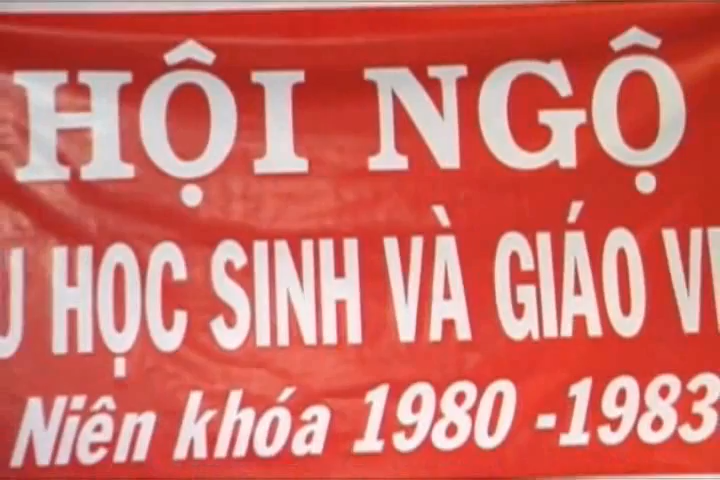 HỘI NGỘ
HỌC SINH VÀ GIÁO
Niên khóa 1980 -1983